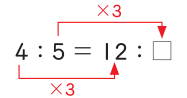 ×3
4 : 5 = 12 : □
×3